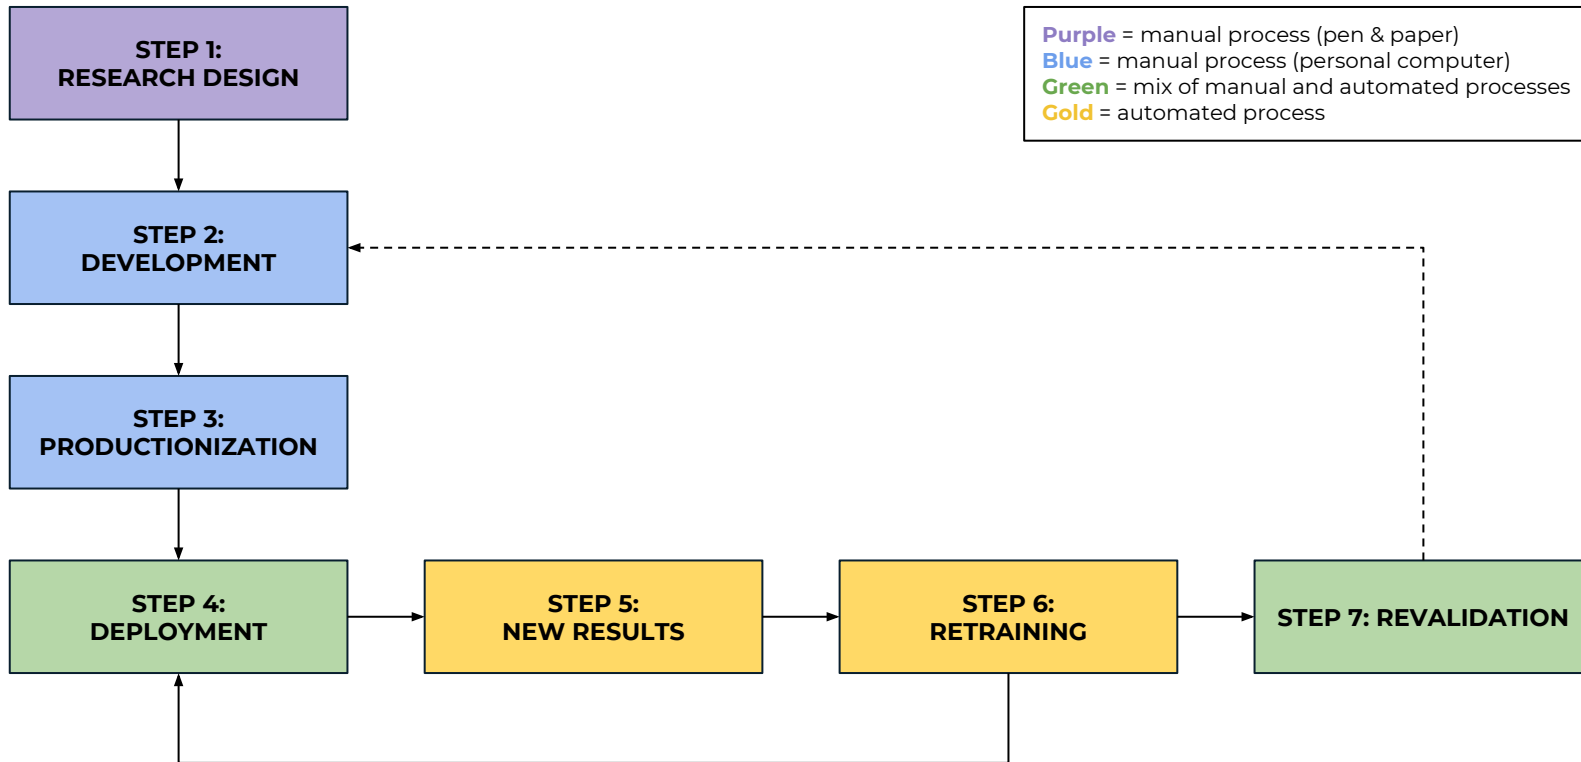 STEP 1:
RESEARCH DESIGN
Purple = manual process (pen & paper)
Blue = manual process (personal computer)
Green = mix of manual and automated processes
Gold = automated process
STEP 2:
DEVELOPMENT
STEP 3:
PRODUCTIONIZATION
STEP 4:
DEPLOYMENT
STEP 5:
NEW RESULTS
STEP 6:
RETRAINING
STEP 7: REVALIDATION